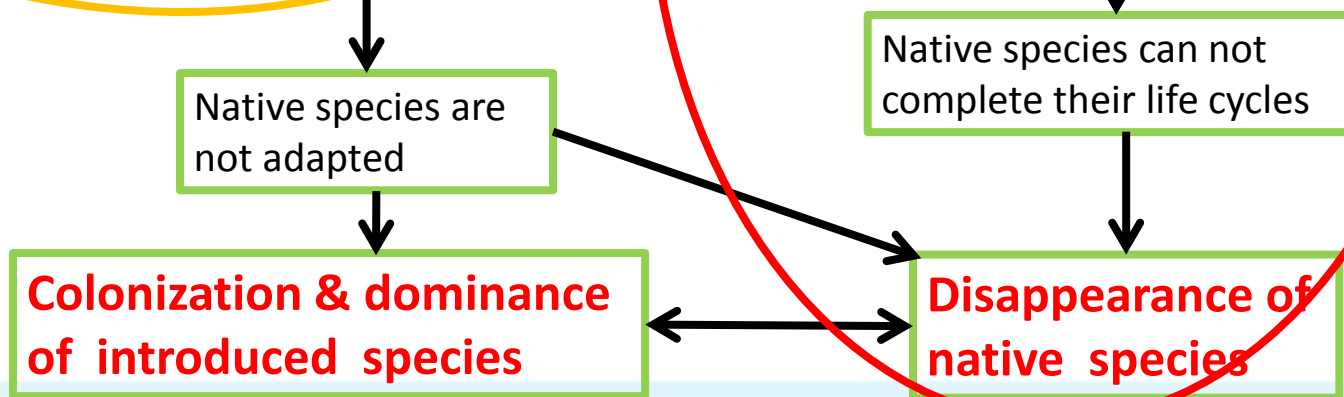 Native species can not
complete their life cycles
Native species are
not adapted
Colonization & dominance
of introduced species
Disappearance of
native species